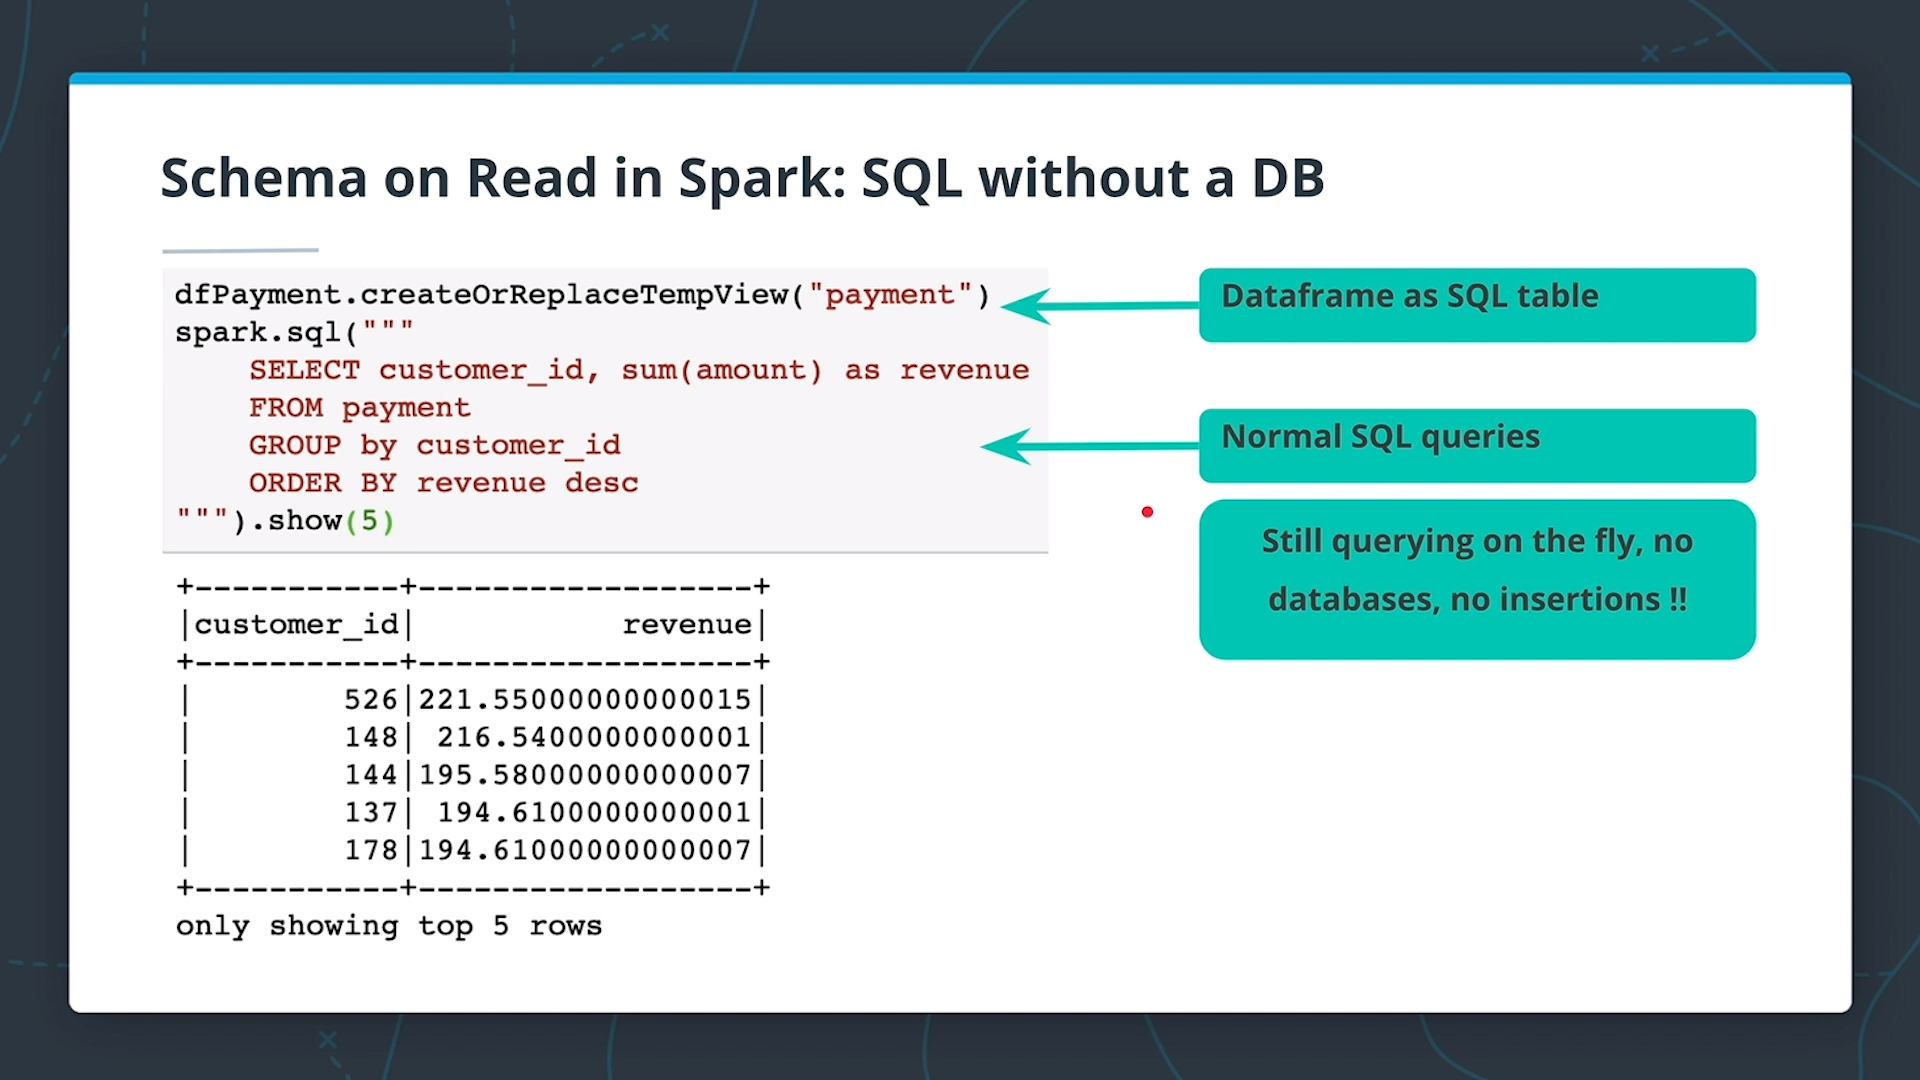 Schema on Read in Spark: SQL without a DB
dfPayment.createOrReplaceTempView("payment")
spark.sql("""
    SELECT customer_id, sum(amount) as revenue
    FROM payment
    GROUP by customer_id
    ORDER BY revenue desc
""").show(5)
+-----------+------------------+
|customer_id|           revenue|
+-----------+------------------+
|        526|221.55000000000015|
|        148| 216.5400000000001|
|        144|195.58000000000007|
|        137| 194.6100000000001|
|        178|194.61000000000007|
+-----------+------------------+
only showing top 5 rows
Dataframe as SQL table
Normal SQL queries
Still querying on the fly, no
databases, no insertions !!